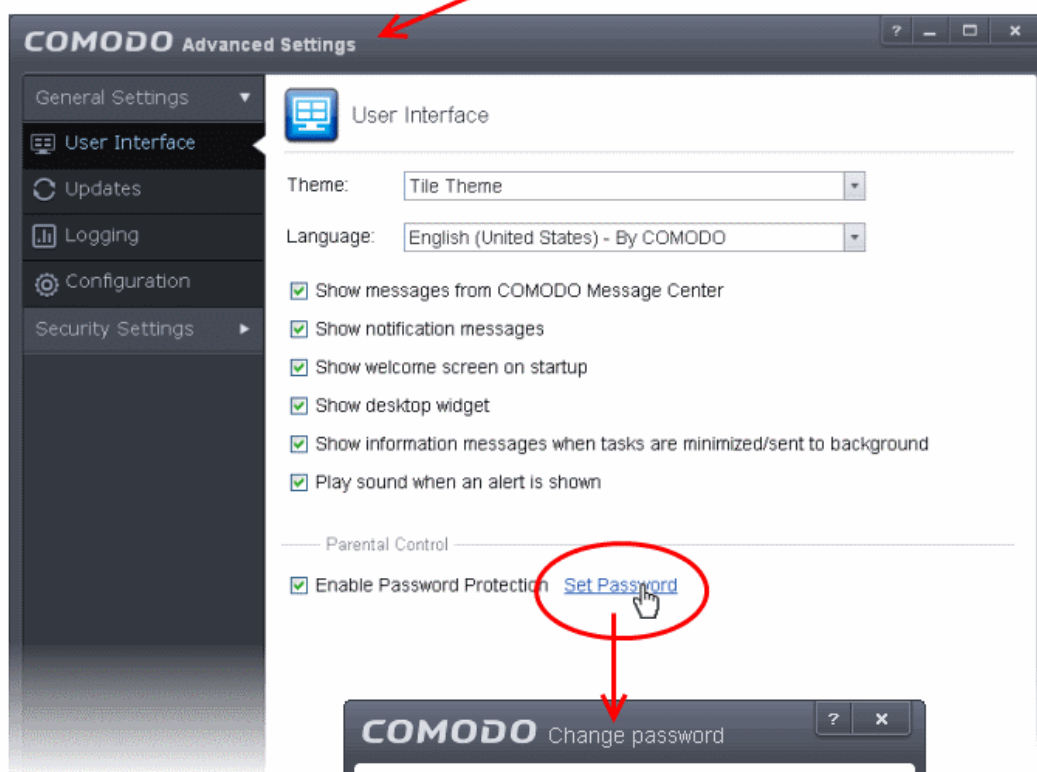 COMODO Advanced Settings
? 
General Settings
User Interface
Updates
Logging
Configuration
Security Settings
User Interface
Theme: Tile Theme
Language: English (United States) - By COMODO
Show messages from COMODO Message Center
Show notification messages
Show welcome screen on startup
Show desktop widget
Show information messages when tasks are minimized/sent to background
Play sound when an alert is shown
Parental Control
Enable Password Protection Set Password
COMODO Change password ?